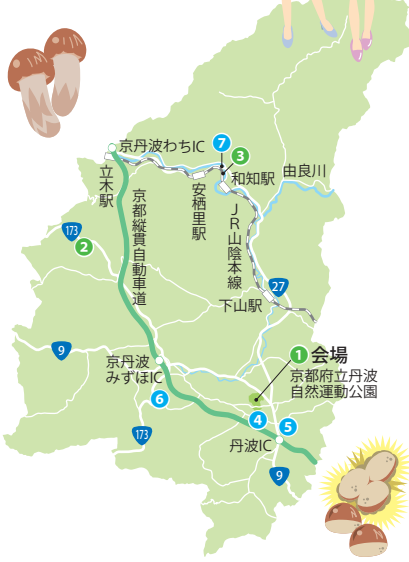 京丹波わちIC
7
3
和知駅
由良川
立木駅
安栖里駅
JR山陰本線
京都縦貫自動車道
173
2
27
下山駅
9
1 会場
京都府立丹波
自然運動公園
京丹波
みずほIC
6
4
5
173
丹波IC
9